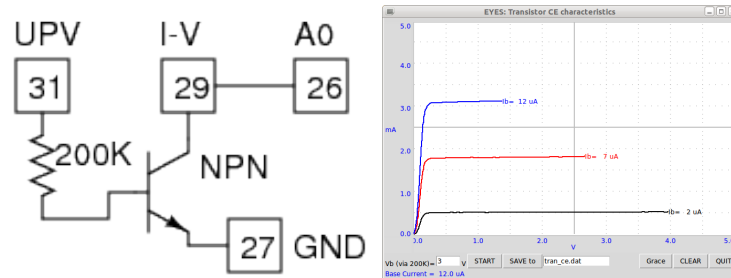 UPV I-V A0
31 29 26
200K NPN
27 GND
EYES: Transistor CE characteristics
5.0
4.0
Ib= 12 uA
3.0
mA
2.0
Ib= 7 uA
1.0
Ib= 2 uA
0.0
0.0 1.0 2.0 3.0 4.0 5.0
V
Vb (via 200K)= 3 V START SAVE to tran_ce.dat Grace CLEAR QUIT
Base Current = 12.0 uA